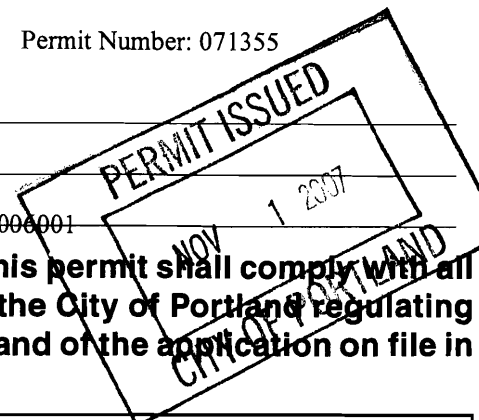 Permit Number: 071355
PERMIT ISSUED
NOV 1 2007
CITY OF PORTLAND
006001
his permit shall comply with all
the City of Portland regulating
and of the application on file in